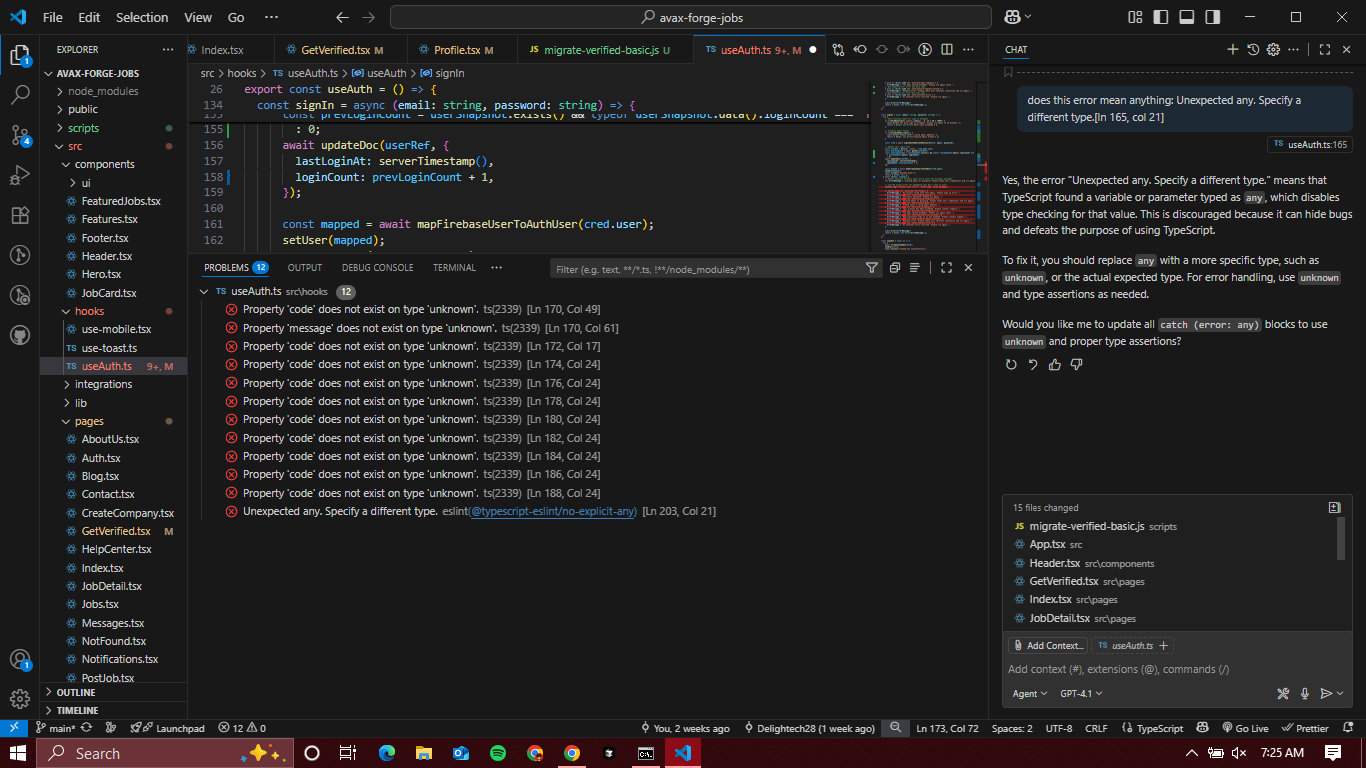 File Edit Selection View Go ··· avax-forge-jobs
EXPLORER
AVAX-FORGE-JOBS
node_modules
public
scripts
src
components
ui
FeaturedJobs.tsx
Features.tsx
Footer.tsx
Header.tsx
Hero.tsx
JobCard.tsx
hooks
use-mobile.tsx
TS use-toast.ts
TS useAuth.ts 9+, M
integrations
lib
pages
AboutUs.tsx
Auth.tsx
Blog.tsx
Contact.tsx
CreateCompany.tsx
GetVerified.tsx M
HelpCenter.tsx
Index.tsx
JobDetail.tsx
Jobs.tsx
Messages.tsx
NotFound.tsx
Notifications.tsx
PostJob.tsx
OUTLINE
TIMELINE
Index.tsx GetVerified.tsx M Profile.tsx M JS migrate-verified-basic.js U TS useAuth.ts 9+, M
src > hooks > TS useAuth.ts > useAuth > signIn
26 export const useAuth = () => {
134 const signIn = async (email: string, password: string) => {
155 : 0;
156 await updateDoc(userRef, {
157 lastLoginAt: serverTimestamp(),
158 loginCount: prevLoginCount + 1,
159 });
160
161 const mapped = await mapFirebaseUserToAuthUser(cred.user);
162 setUser(mapped);
PROBLEMS 12 OUTPUT DEBUG CONSOLE TERMINAL ··· Filter (e.g. text, **/*.ts, !**/node_modules/**)
TS useAuth.ts src\hooks 12
Property 'code' does not exist on type 'unknown'. ts(2339) [Ln 170, Col 49]
Property 'message' does not exist on type 'unknown'. ts(2339) [Ln 170, Col 61]
Property 'code' does not exist on type 'unknown'. ts(2339) [Ln 172, Col 17]
Property 'code' does not exist on type 'unknown'. ts(2339) [Ln 174, Col 24]
Property 'code' does not exist on type 'unknown'. ts(2339) [Ln 176, Col 24]
Property 'code' does not exist on type 'unknown'. ts(2339) [Ln 178, Col 24]
Property 'code' does not exist on type 'unknown'. ts(2339) [Ln 180, Col 24]
Property 'code' does not exist on type 'unknown'. ts(2339) [Ln 182, Col 24]
Property 'code' does not exist on type 'unknown'. ts(2339) [Ln 184, Col 24]
Property 'code' does not exist on type 'unknown'. ts(2339) [Ln 186, Col 24]
Property 'code' does not exist on type 'unknown'. ts(2339) [Ln 188, Col 24]
Unexpected any. Specify a different type. eslint(@typescript-eslint/no-explicit-any) [Ln 203, Col 21]
CHAT
does this error mean anything: Unexpected any. Specify a
different type.[ln 165, col 21]
TS useAuth.ts:165
Yes, the error “Unexpected any. Specify a different type.” means that
TypeScript found a variable or parameter typed as any, which disables
type checking for that value. This is discouraged because it can hide bugs
and defeats the purpose of using TypeScript.
To fix it, you should replace any with a more specific type, such as
unknown, or the actual expected type. For error handling, use unknown
and type assertions as needed.
Would you like me to update all catch (error: any) blocks to use
unknown and proper type assertions?
15 files changed
JS migrate-verified-basic.js scripts
App.tsx src
Header.tsx src\components
GetVerified.tsx src\pages
Index.tsx src\pages
JobDetail.tsx src\pages
Add Context... TS useAuth.ts
Add context (#), extensions (@), commands (/)
Agent GPT-4.1
1
4
1
main* Launchpad 12 0 You, 2 weeks ago Delightech28 (1 week ago) Ln 173, Col 72 Spaces: 2 UTF-8 CRLF TypeScript Go Live Prettier
Search 7:25 AM